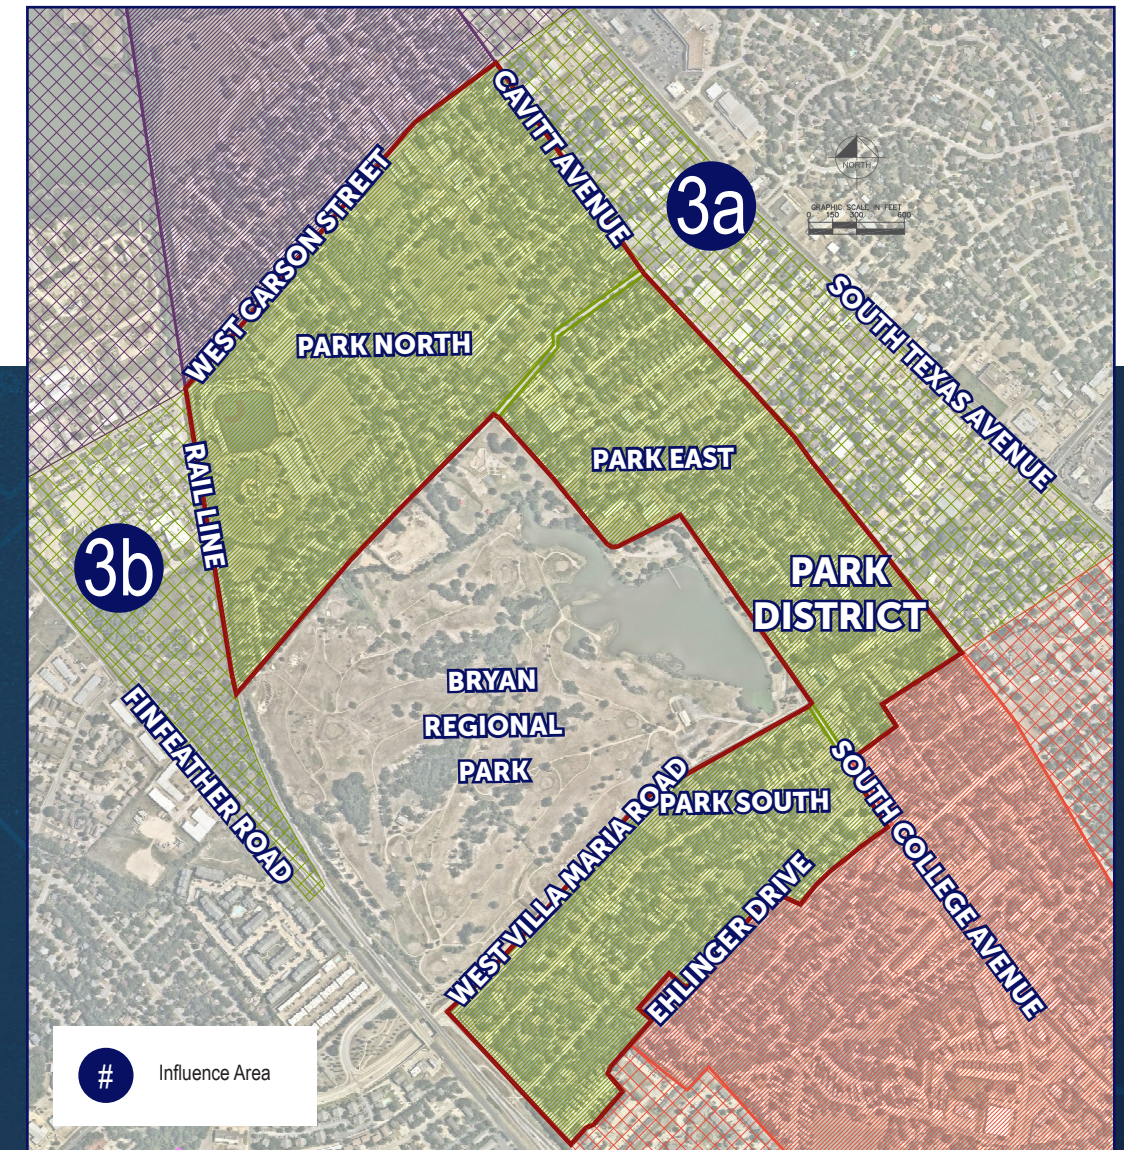 CAVITT AVENUE
WEST CARSON STREET
3a
NORTH
GRAPHIC SCALE IN FEET
0 150 300 600
SOUTH TEXAS AVENUE
PARK NORTH
RAIL LINE
PARK EAST
3b
PARK
DISTRICT
BRYAN
REGIONAL
PARK
FINFEATHER ROAD
WEST VILLA MARIA ROAD
PARK SOUTH
SOUTH COLLEGE AVENUE
EHLINGER DRIVE
# Influence Area